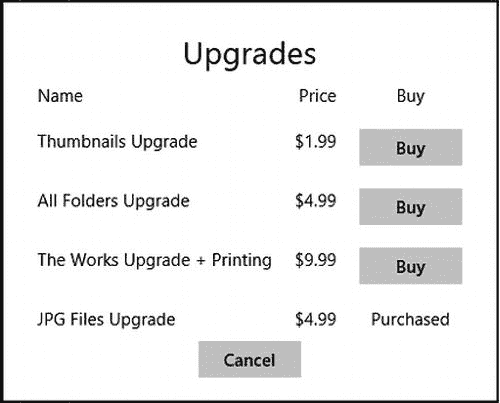 Upgrades
Name Price Buy
Thumbnails Upgrade $1.99 Buy
All Folders Upgrade $4.99 Buy
The Works Upgrade + Printing $9.99 Buy
JPG Files Upgrade $4.99 Purchased
Cancel